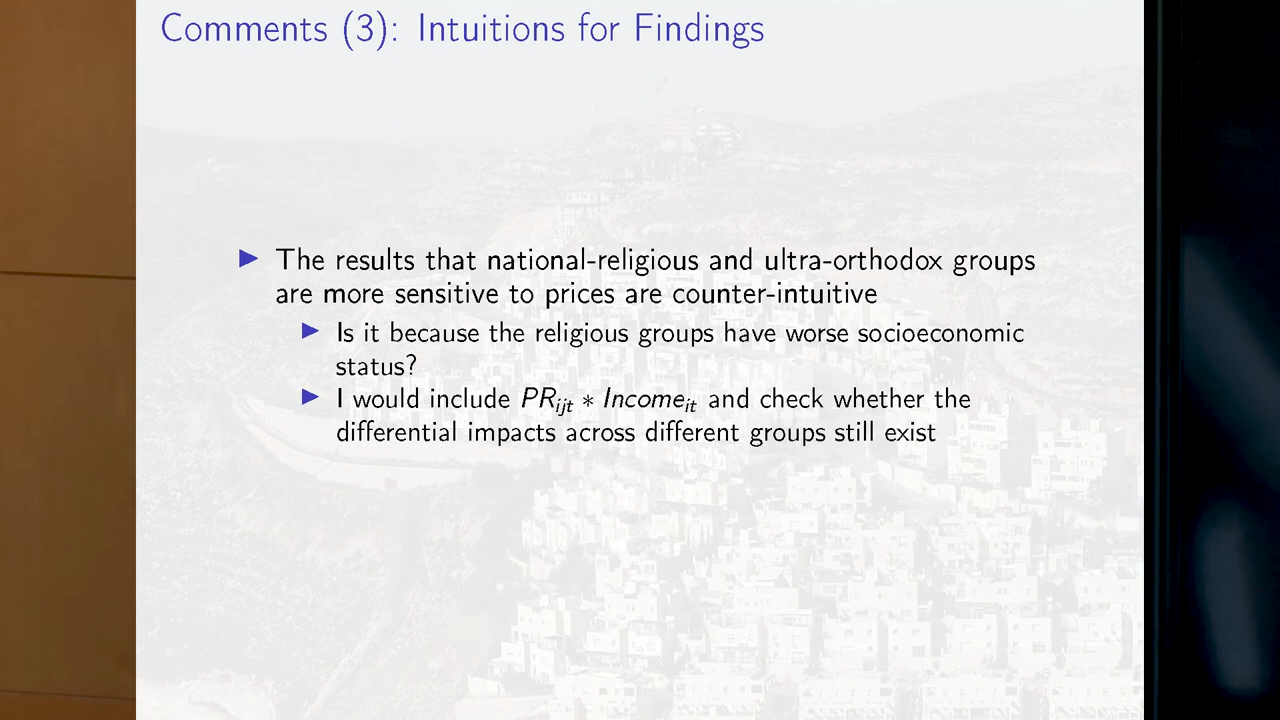 Comments (3): Intuitions for Findings
▶ The results that national-religious and ultra-orthodox groups
are more sensitive to prices are counter-intuitive
▶ Is it because the religious groups have worse socioeconomic
status?
▶ I would include PR_ijt * Income_it and check whether the
differential impacts across different groups still exist